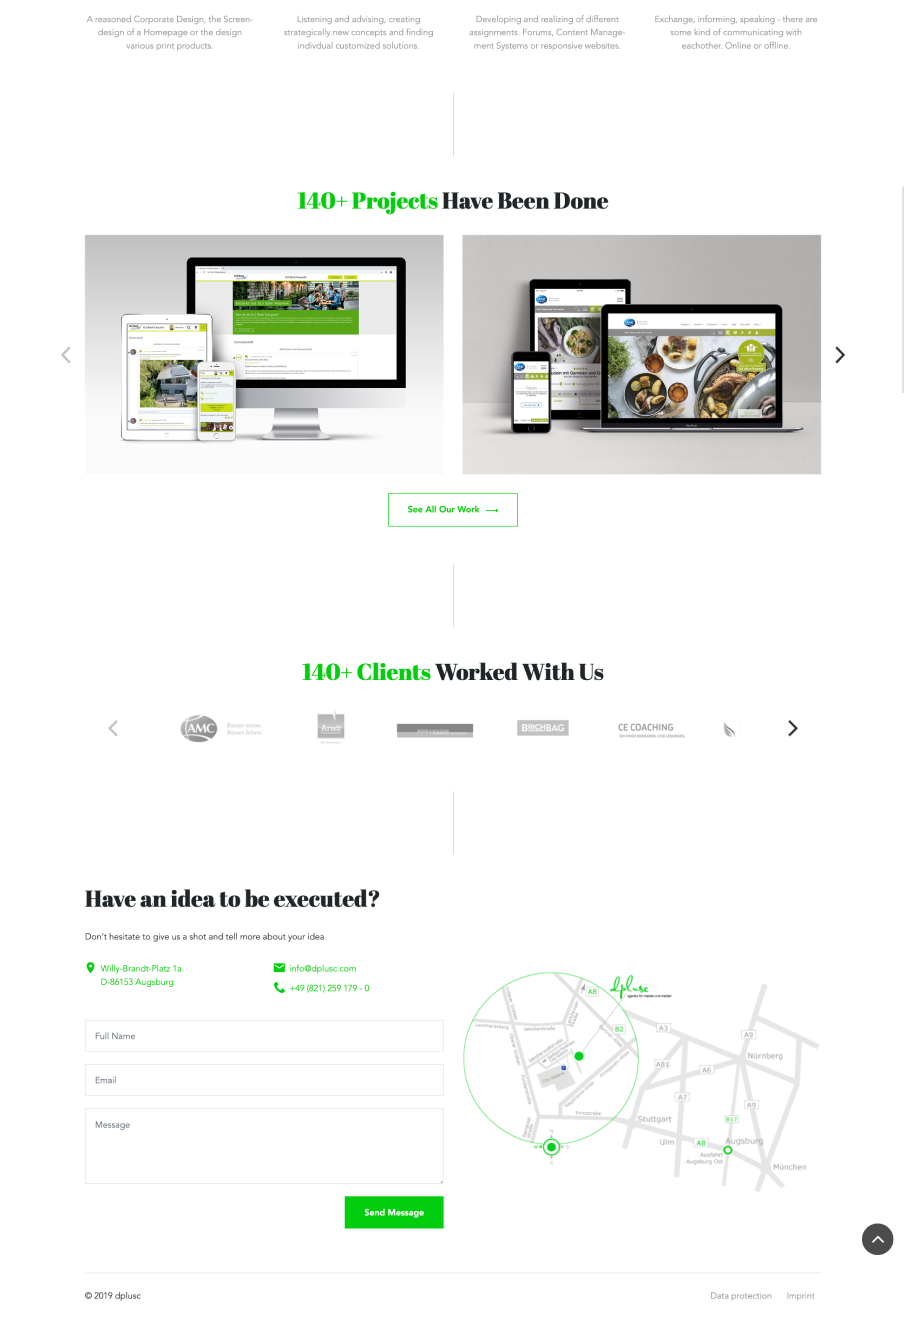 A reasoned Corporate Design, the Screen-
design of a Homepage or the design
various print products.
Listening and advising, creating
strategically new concepts and finding
indivdual customized solutions.
Developing and realizing of different
assignments. Forums, Content Manage-
ment Systems or responsive websites.
Exchange, informing, speaking - there are
some kind of communicating with
eachother. Online or offline.
140+ Projects Have Been Done
See All Our Work
140+ Clients Worked With Us
AMC
Besser essen.
Besser leben.
Arndt
BRICHBAG
CE COACHING
Have an idea to be executed?
Don't hesitate to give us a shot and tell more about your idea
Willy-Brandt-Platz 1a.
D-86153 Augsburg
info@dplusc.com
+49 (821) 259 179 - 0
Full Name
Email
Message
Send Message
dplusc
A8
B2
A3
A9
Nürnberg
A81
A6
A7
A9
Stuttgart
B17
Ulm
A8
Augsburg
Ausfahrt
Augsburg Ost
München
© 2019 dplusc
Data protection
Imprint